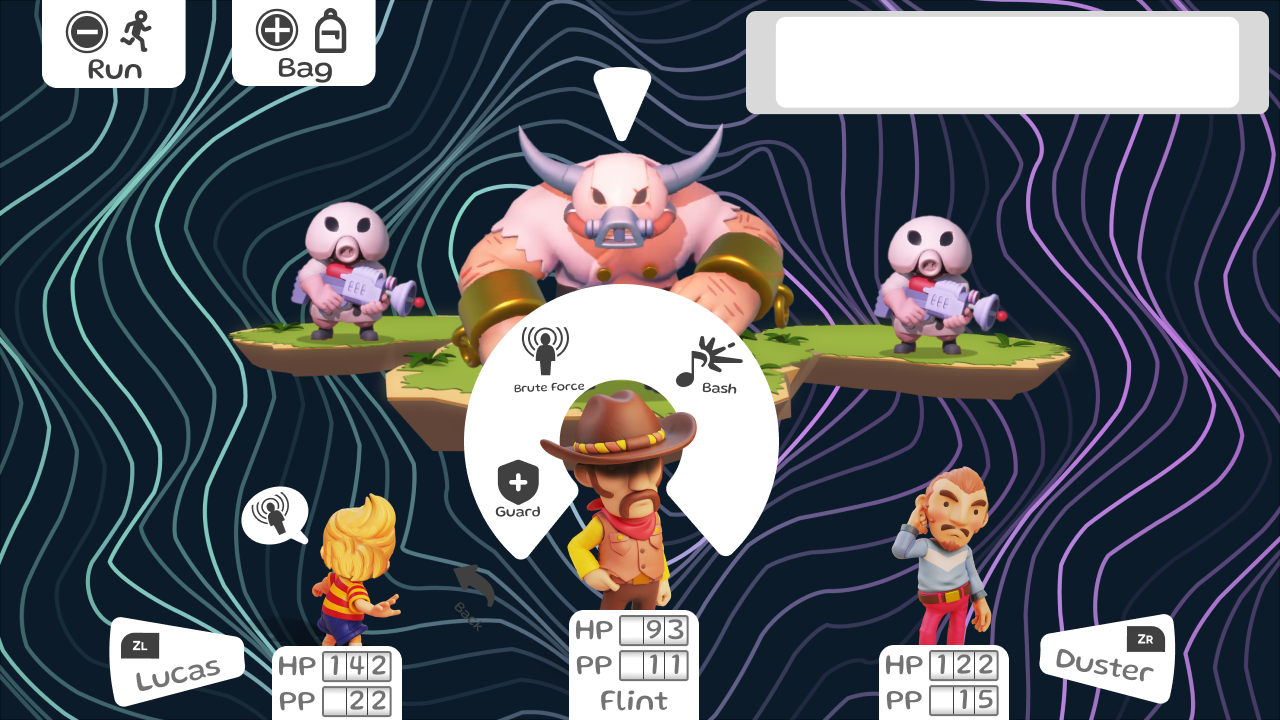 Run
Bag
Brute Force
Bash
Guard
Back
ZL
Lucas
HP 142
PP 22
HP 93
PP 11
Flint
HP 122
PP 15
ZR
Duster